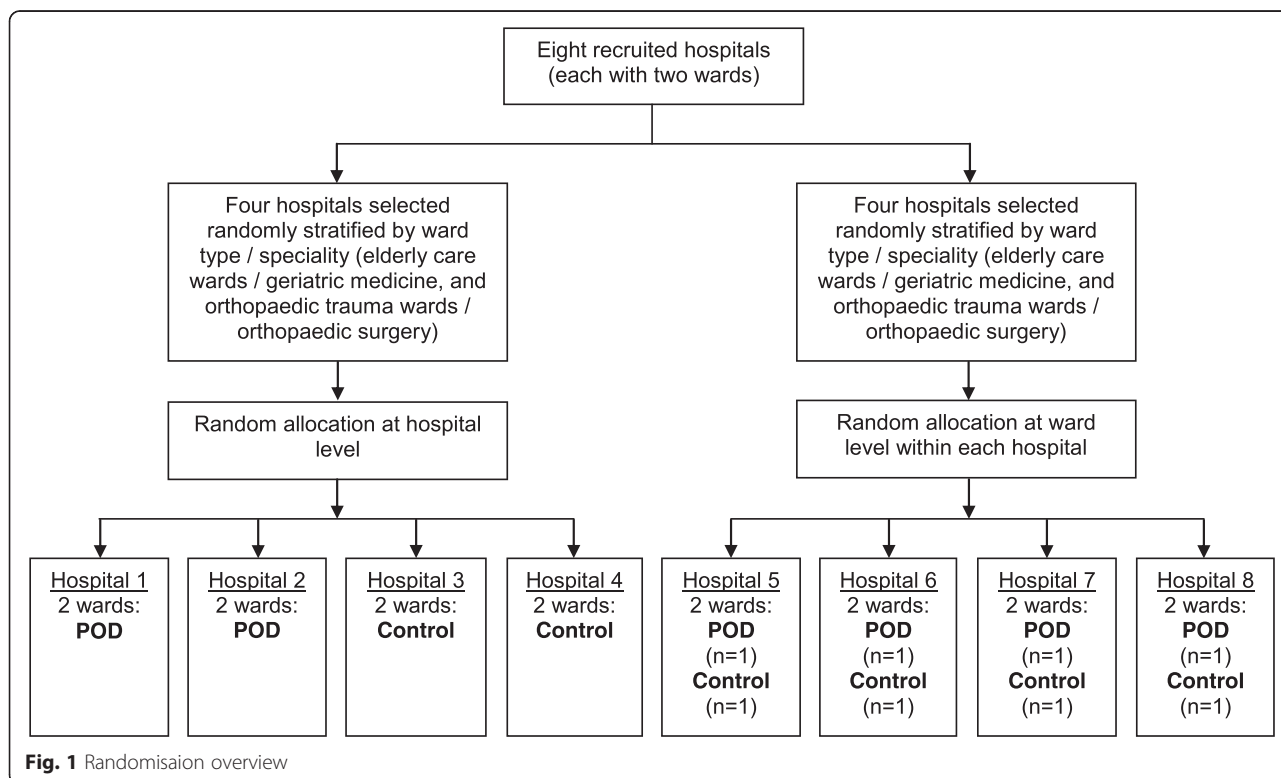 Eight recruited hospitals
(each with two wards)
Four hospitals selected
randomly stratified by ward
type / speciality (elderly care
wards / geriatric medicine, and
orthopaedic trauma wards /
orthopaedic surgery)
Four hospitals selected
randomly stratified by ward
type / speciality (elderly care
wards / geriatric medicine, and
orthopaedic trauma wards /
orthopaedic surgery)
Random allocation at hospital
level
Random allocation at ward
level within each hospital
Hospital 1
2 wards:
POD
Hospital 2
2 wards:
POD
Hospital 3
2 wards:
Control
Hospital 4
2 wards:
Control
Hospital 5
2 wards:
POD
(n=1)
Control
(n=1)
Hospital 6
2 wards:
POD
(n=1)
Control
(n=1)
Hospital 7
2 wards:
POD
(n=1)
Control
(n=1)
Hospital 8
2 wards:
POD
(n=1)
Control
(n=1)
Fig. 1 Randomisaion overview